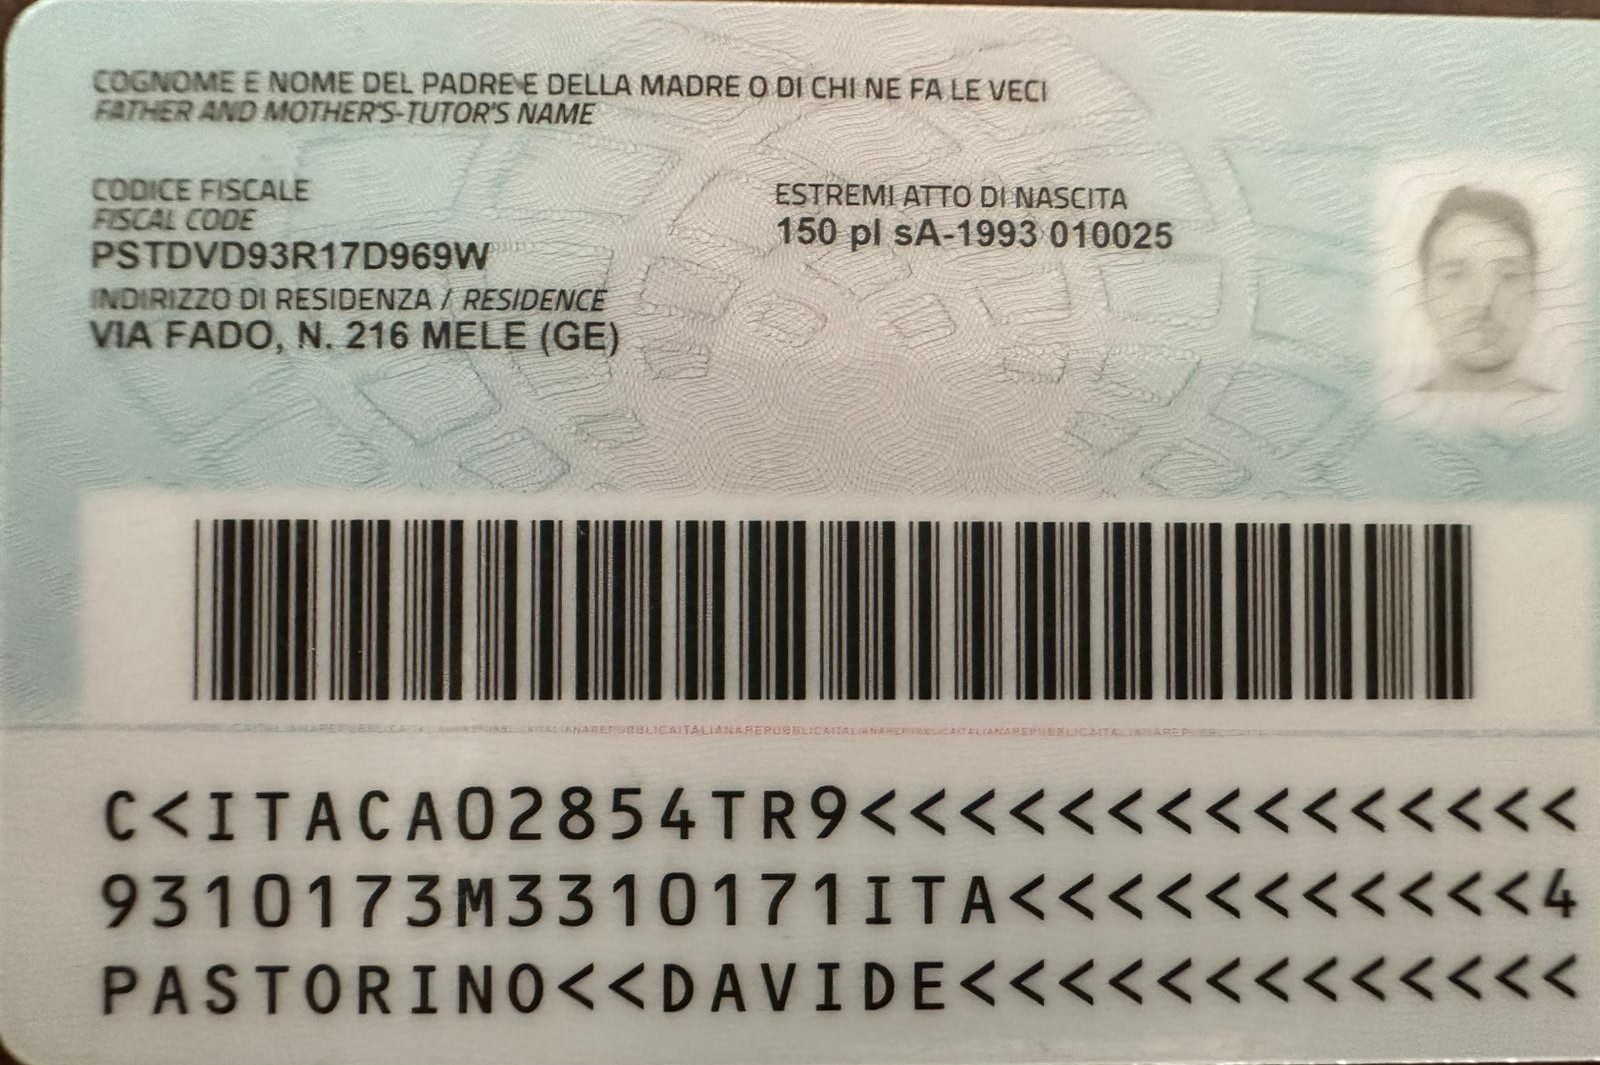 COGNOME E NOME DEL PADRE E DELLA MADRE O DI CHI NE FA LE VECI
FATHER AND MOTHER'S-TUTOR'S NAME
CODICE FISCALE
FISCAL CODE
PSTDVD93R17D969W
ESTREMI ATTO DI NASCITA
150 pI sA-1993 010025
INDIRIZZO DI RESIDENZA / RESIDENCE
VIA FADO, N. 216 MELE (GE)
C<ITACA02854TR9<<<<<<<<<<<<<<<
9310173M3310171ITA<<<<<<<<<<<4
PASTORINO<<DAVIDE<<<<<<<<<<<<<